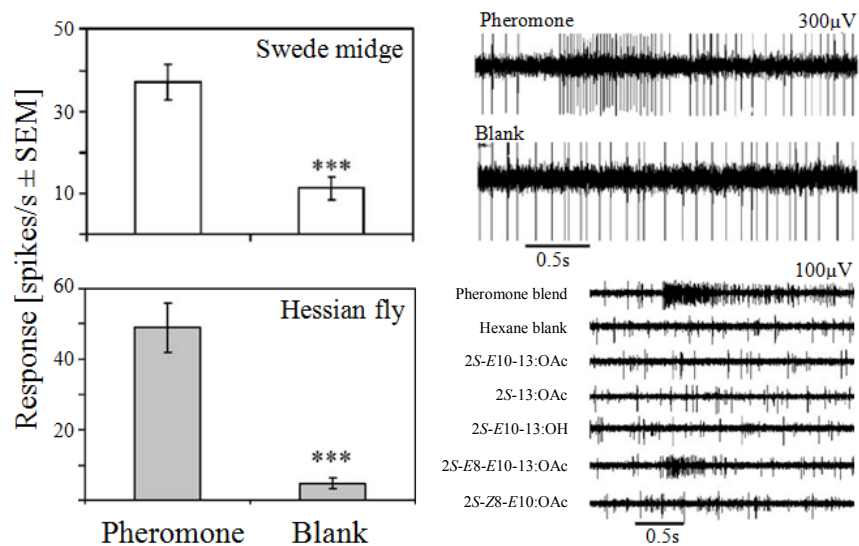 Response [spikes/s ± SEM]
50
30
10
Swede midge
***
60
40
20
Hessian fly
***
Pheromone
Blank
Pheromone
300µV
Blank
0.5s
100µV
Pheromone blend
Hexane blank
2S-E10-13:OAc
2S-13:OAc
2S-E10-13:OH
2S-E8-E10-13:OAc
2S-Z8-E10:OAc
0.5s